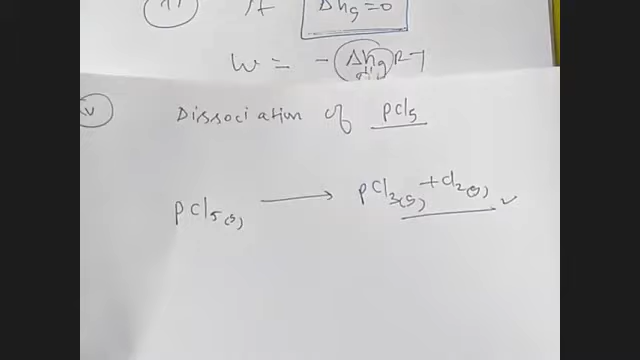 If Δng = 0
W = - Δng RT
v Dissociation of pcl5
pcl5(g) ⟶ pcl3(g) + cl2(g)